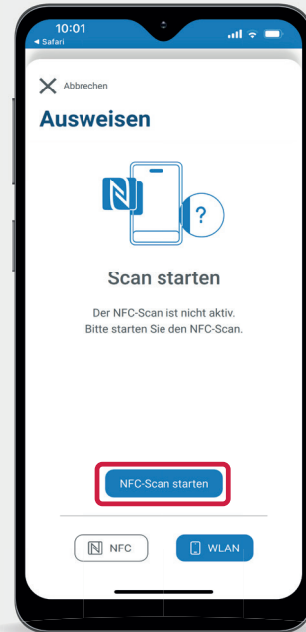 10:01
◄ Safari
Abbrechen
Ausweisen
?
Scan starten
Der NFC-Scan ist nicht aktiv.
Bitte starten Sie den NFC-Scan.
NFC-Scan starten
NFC
WLAN